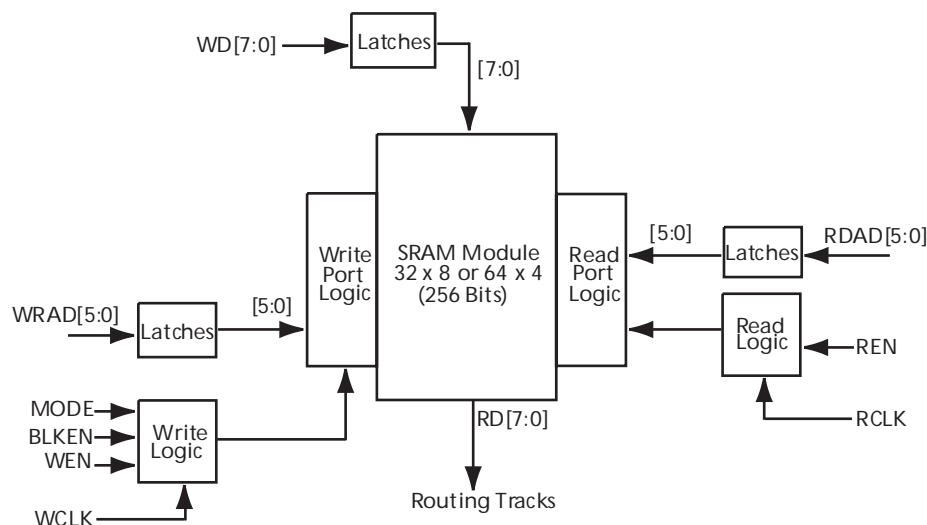 WD[7:0]
Latches
[7:0]
SRAM Module
32 x 8 or 64 x 4
(256 Bits)
Write
Port
Logic
Read
Port
Logic
[5:0]
Latches
RDAD[5:0]
WRAD[5:0]
Latches
[5:0]
Read
Logic
REN
RCLK
MODE
BLKEN
WEN
WCLK
Write
Logic
RD[7:0]
Routing Tracks